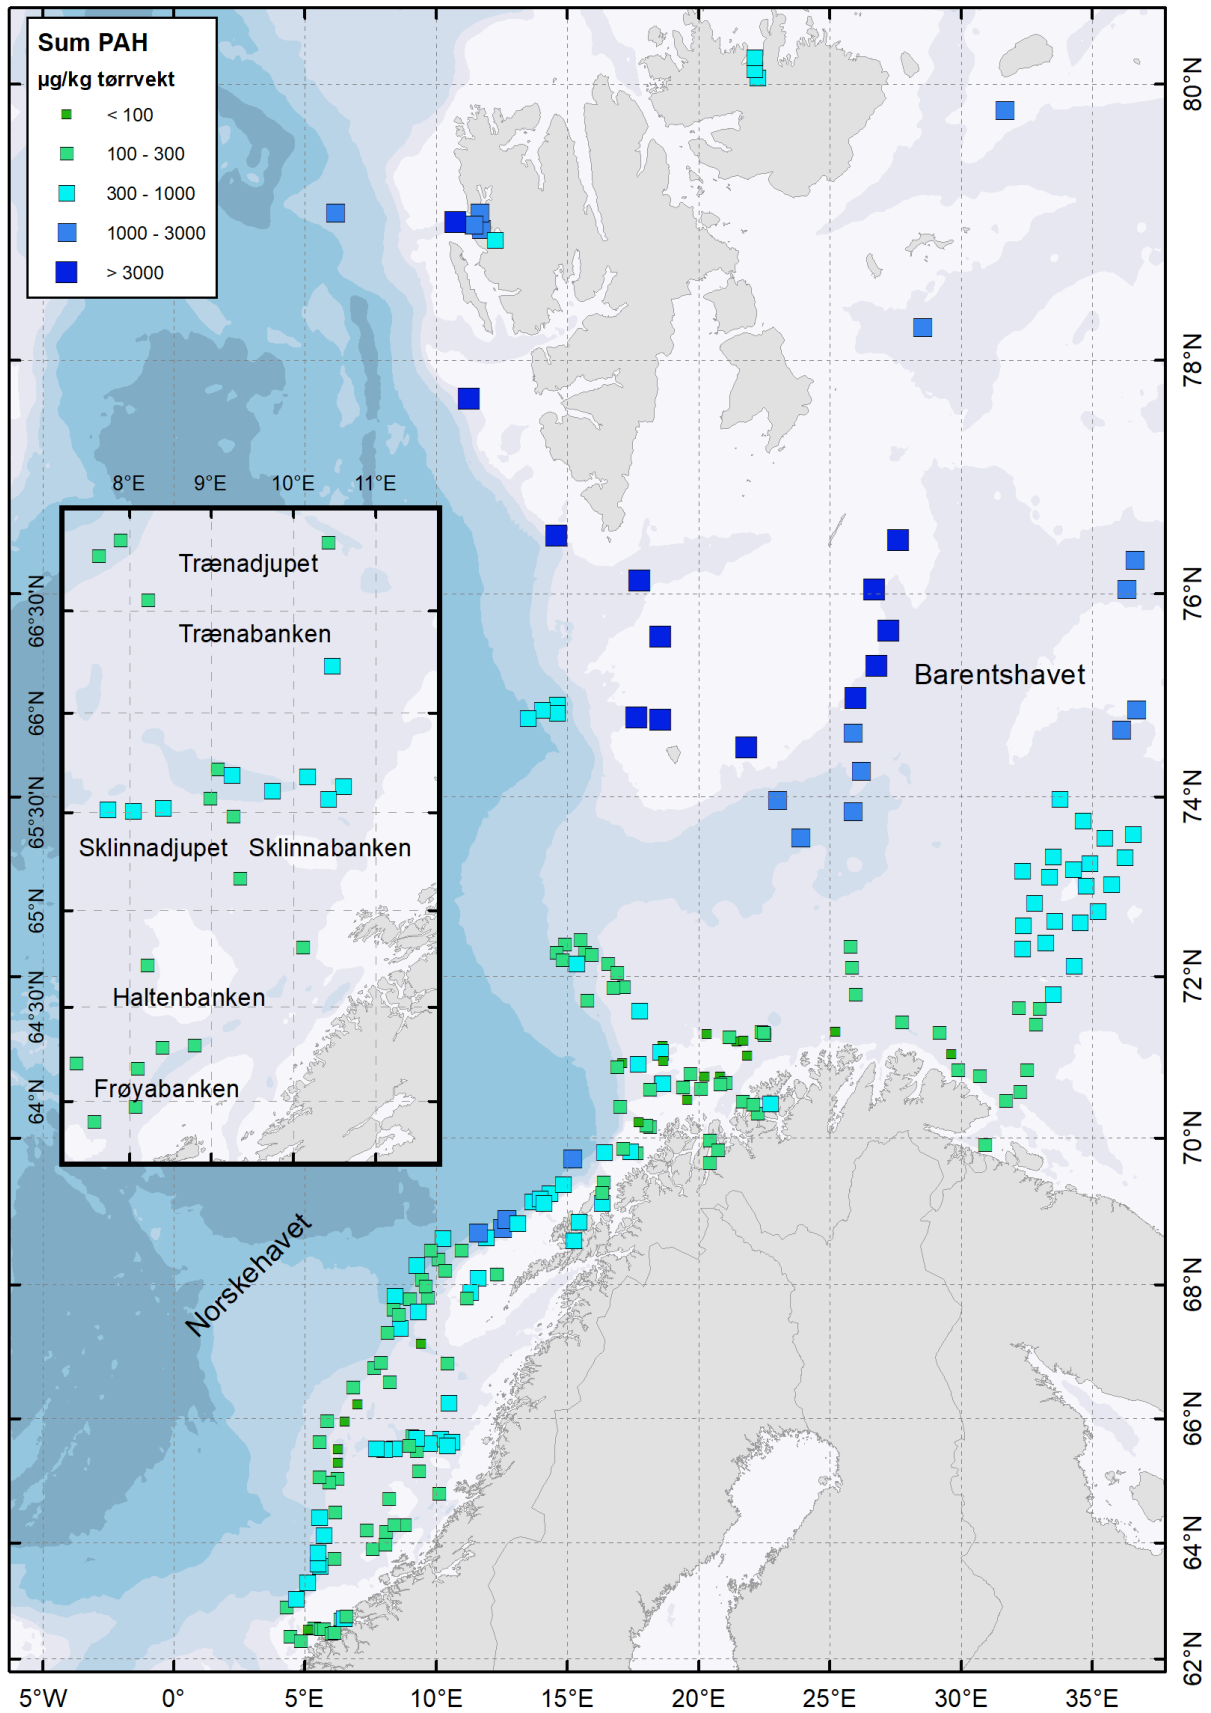 Sum PAH
µg/kg tørrvekt
< 100
100 - 300
300 - 1000
1000 - 3000
> 3000
80°N
78°N
76°N
74°N
72°N
70°N
68°N
66°N
64°N
62°N
8°E
9°E
10°E
11°E
66°30'N
66°N
65°30'N
65°N
64°30'N
64°N
Trænadjupet
Trænabanken
Sklinnadjupet
Sklinnabanken
Haltenbanken
Frøyabanken
Barentshavet
Norskehavet
5°W
0°
5°E
10°E
15°E
20°E
25°E
30°E
35°E